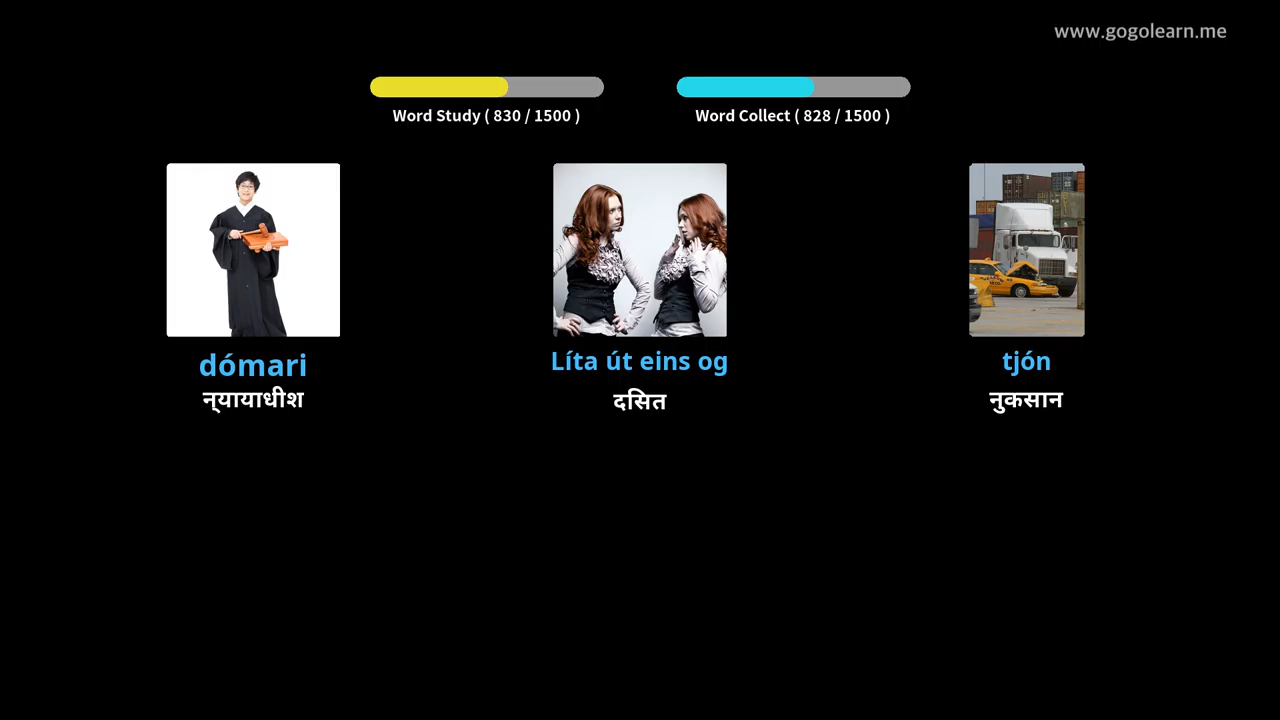 www.gogolearn.me
Word Study ( 830 / 1500 )
Word Collect ( 828 / 1500 )
dómari
Líta út eins og
tjón
न्यायाधीश
दसित
नुकसान